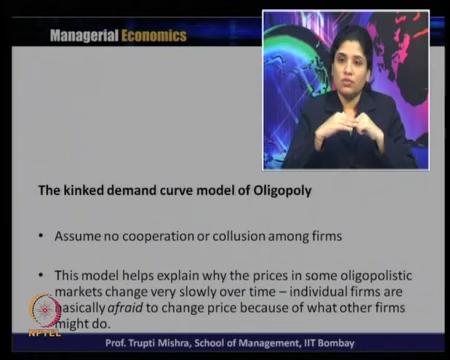 Managerial Economics
The kinked demand curve model of Oligopoly
• Assume no cooperation or collusion among firms
• This model helps explain why the prices in some oligopolistic
markets change very slowly over time – individual firms are
basically afraid to change price because of what other firms
might do.
NPTEL
Prof. Trupti Mishra, School of Management, IIT Bombay